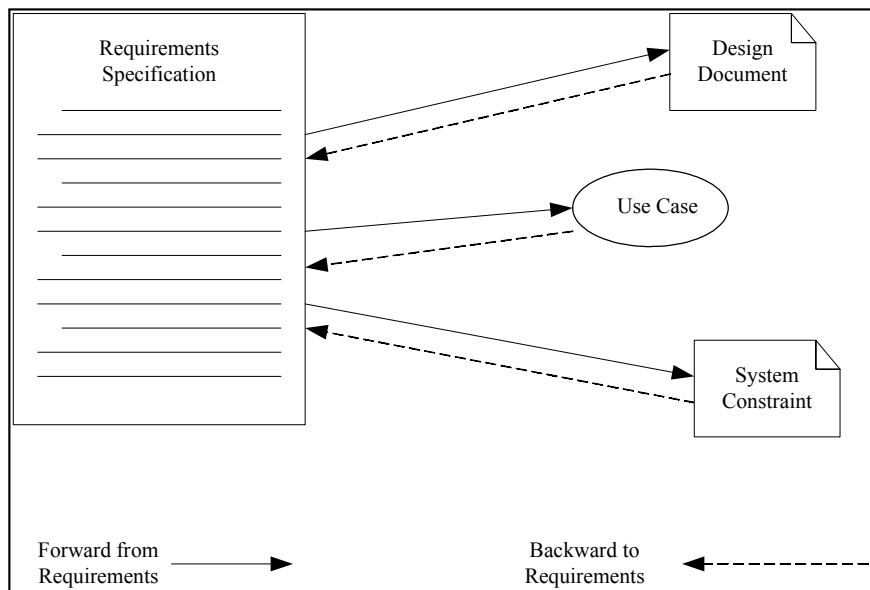 Requirements
Specification
Design
Document
Use Case
System
Constraint
Forward from
Requirements
Backward to
Requirements